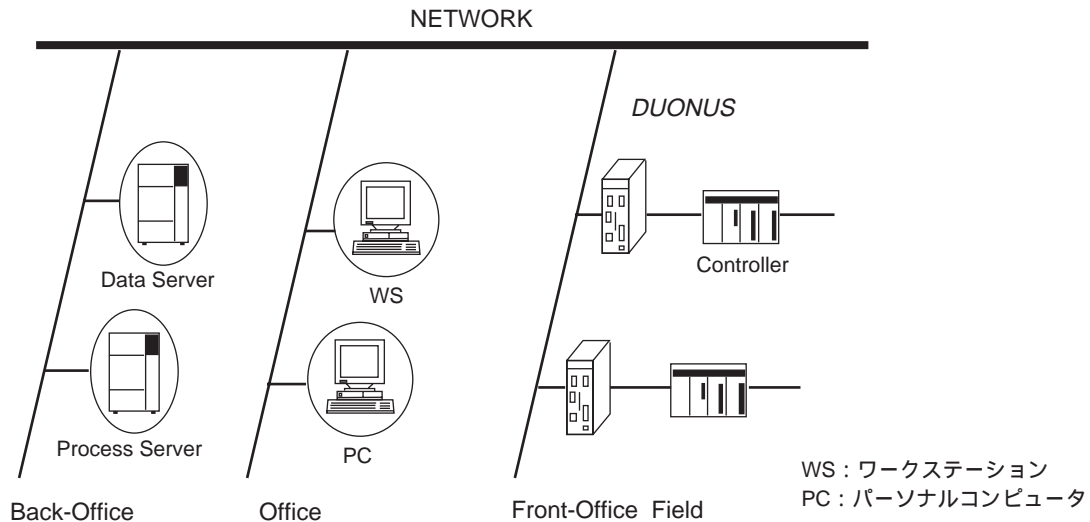 NETWORK
DUONUS
Data Server
WS
Controller
Process Server
PC
WS：ワークステーション
PC：パーソナルコンピュータ
Back-Office
Office
Front-Office Field